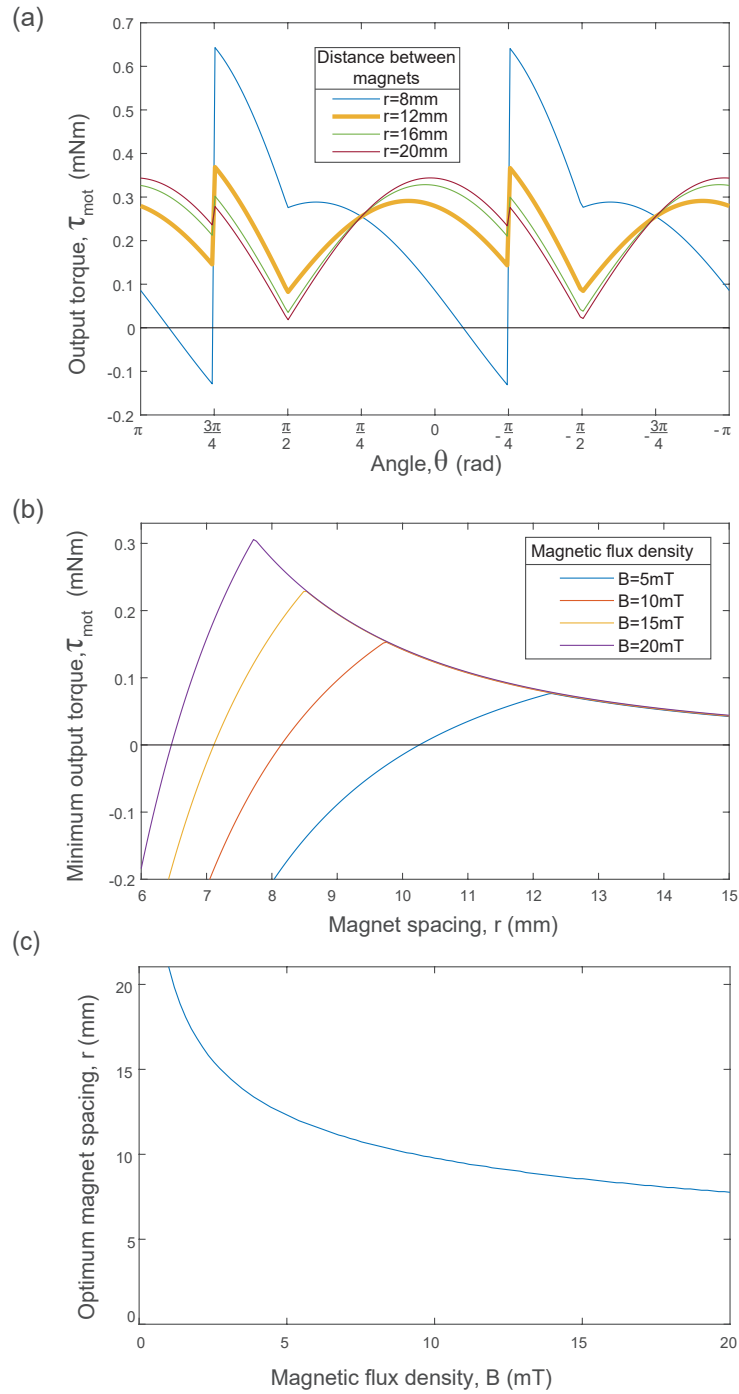 (a)
Output torque, τ_mot (mNm)
0.7
0.6
0.5
0.4
0.3
0.2
0.1
0
-0.1
-0.2
Distance between
magnets
r=8mm
r=12mm
r=16mm
r=20mm
π 3π/4 π/2 π/4 0 -π/4 -π/2 -3π/4 -π
Angle,θ (rad)
(b)
Minimum output torque,τ_mot (mNm)
0.3
0.2
0.1
0
-0.1
-0.2
Magnetic flux density
B=5mT
B=10mT
B=15mT
B=20mT
6 7 8 9 10 11 12 13 14 15
Magnet spacing, r (mm)
(c)
Optimum magnet spacing, r (mm)
20
15
10
5
0
0 5 10 15 20
Magnetic flux density, B (mT)